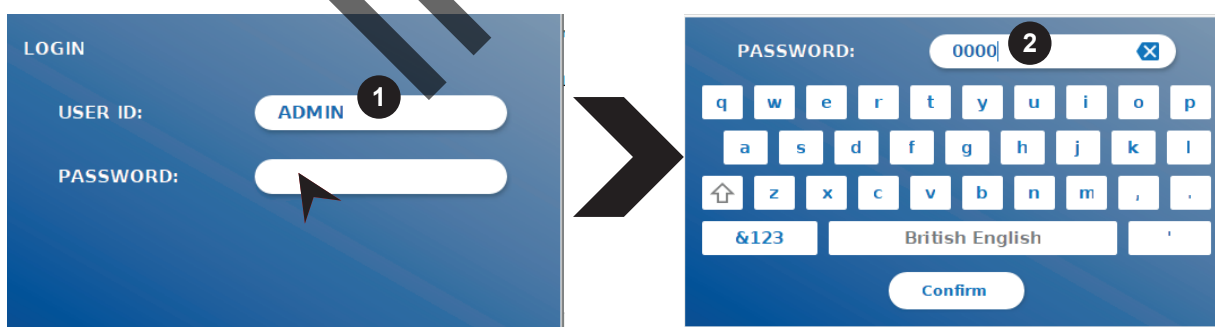 LOGIN
USER ID: ADMIN 1
PASSWORD:
PASSWORD: 0000 2
q w e r t y u i o p
a s d f g h j k l
z x c v b n m , .
&123 British English '
Confirm